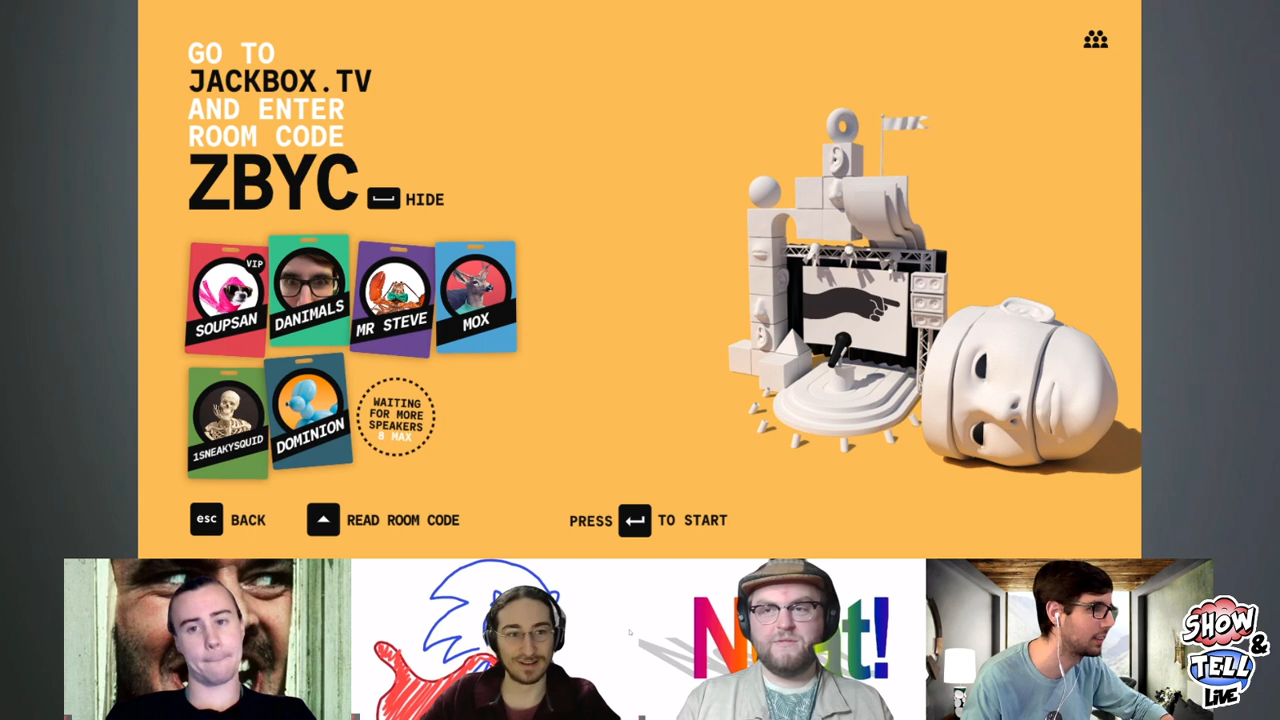 GO TO
JACKBOX.TV
AND ENTER
ROOM CODE
ZBYC
HIDE
VIP
SOUPSAN
DANIMALS
MR STEVE
MOX
1SNEAKYSQUID
DOMINION
WAITING
FOR MORE
SPEAKERS
8 MAX
esc BACK
READ ROOM CODE
PRESS
TO START
SHOW
&
TELL
LIVE